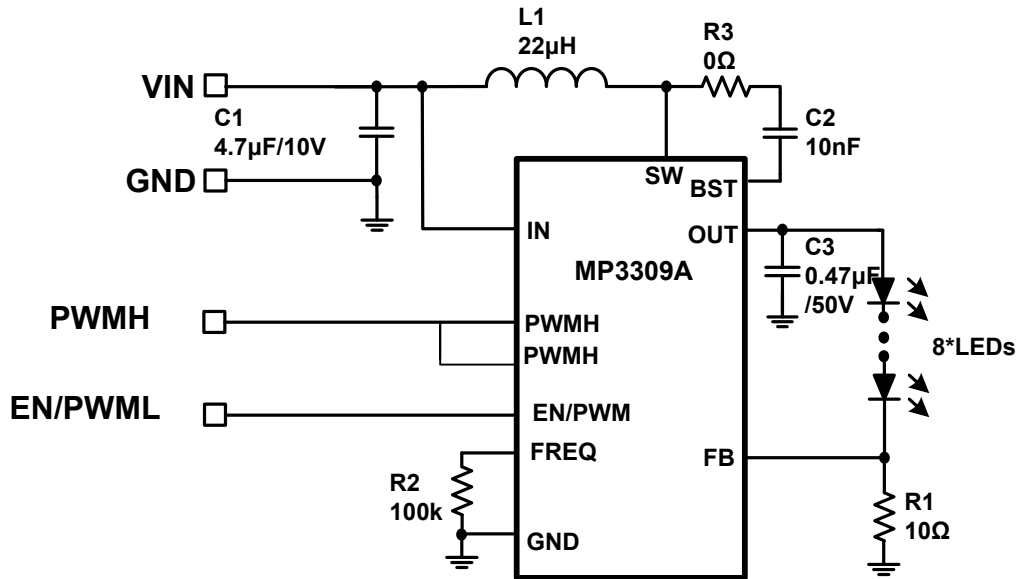 L1
22µH
R3
0Ω
VIN
C1
4.7µF/10V
C2
10nF
GND
SW
BST
IN
OUT
MP3309A
C3
0.47µF
/50V
PWMH
PWMH
PWMH
8*LEDs
EN/PWML
EN/PWM
FREQ
FB
R2
100k
R1
10Ω
GND